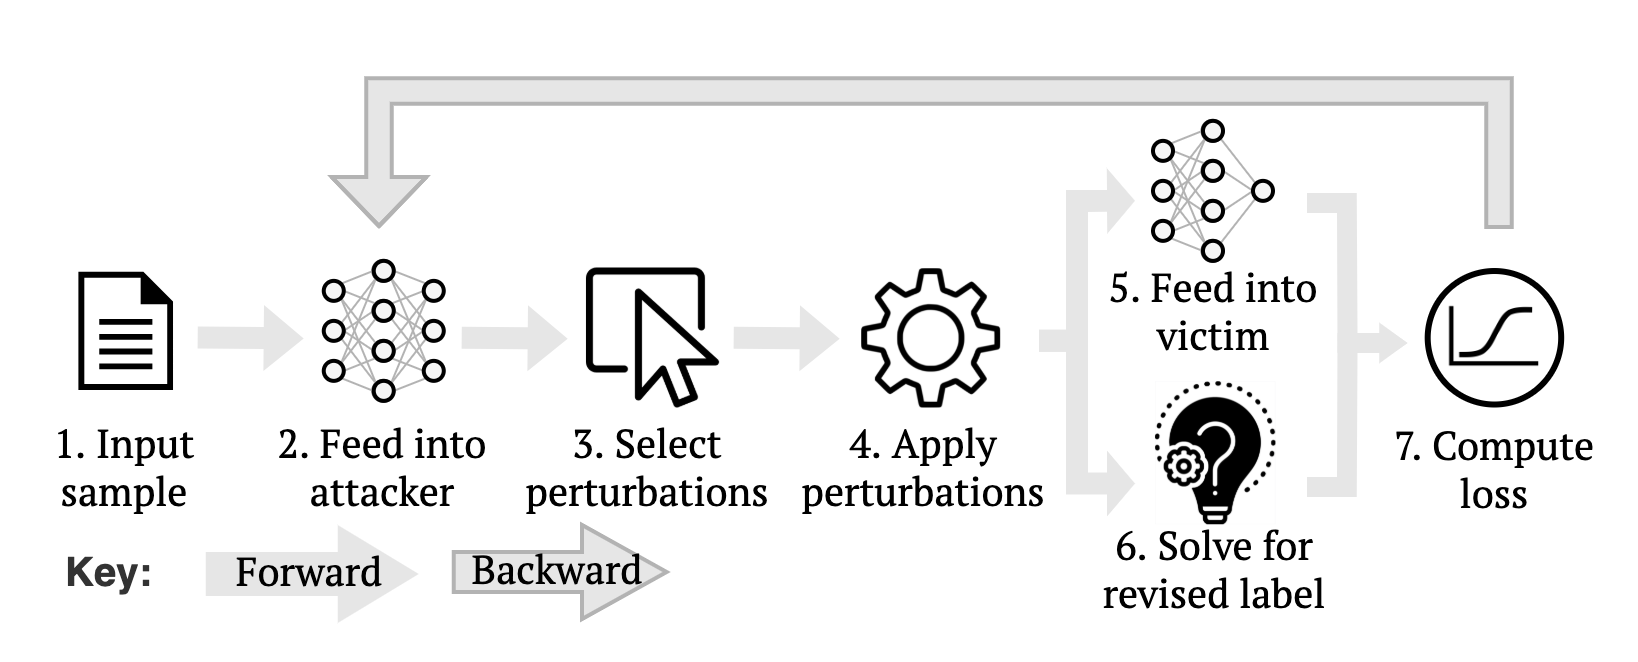 1. Input
sample
2. Feed into
attacker
3. Select
perturbations
4. Apply
perturbations
5. Feed into
victim
6. Solve for
revised label
7. Compute
loss
Key:
Forward
Backward